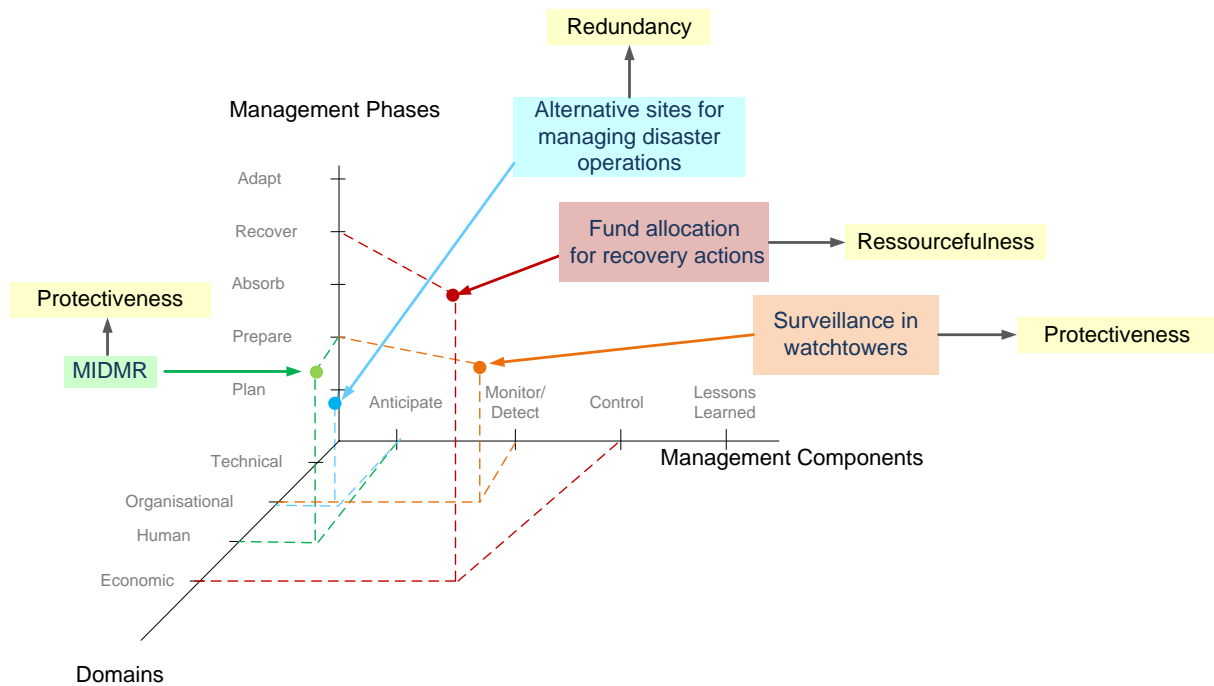 Redundancy
Management Phases
Alternative sites for
managing disaster
operations
Adapt
Recover
Fund allocation
for recovery actions
Ressourcefulness
Absorb
Protectiveness
Prepare
Surveillance in
watchtowers
Protectiveness
MIDMR
Plan
Anticipate
Monitor/
Detect
Control
Lessons
Learned
Technical
Management Components
Organisational
Human
Economic
Domains